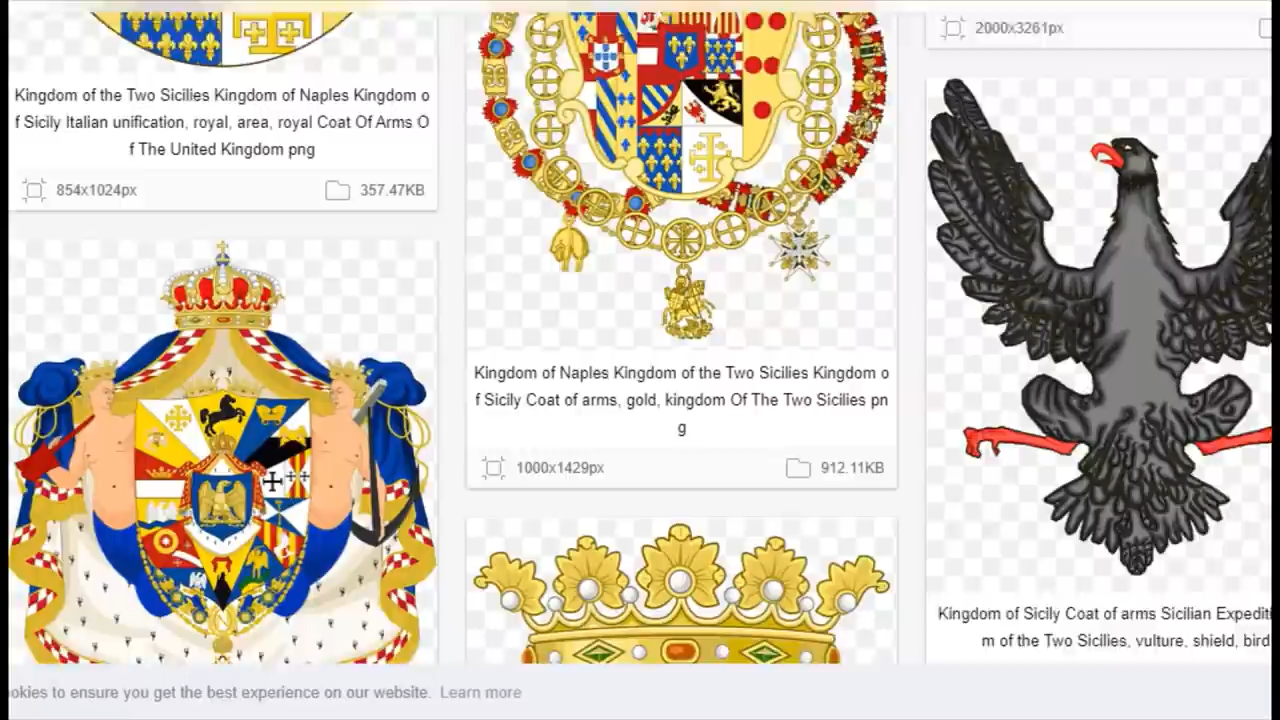 Kingdom of the Two Sicilies Kingdom of Naples Kingdom o
f Sicily Italian unification, royal, area, royal Coat Of Arms O
f The United Kingdom png
854x1024px
357.47KB
Kingdom of Naples Kingdom of the Two Sicilies Kingdom o
f Sicily Coat of arms, gold, kingdom Of The Two Sicilies pn
g
1000x1429px
912.11KB
2000x3261px
Kingdom of Sicily Coat of arms Sicilian Expediti
m of the Two Sicilies, vulture, shield, bird
okies to ensure you get the best experience on our website. Learn more